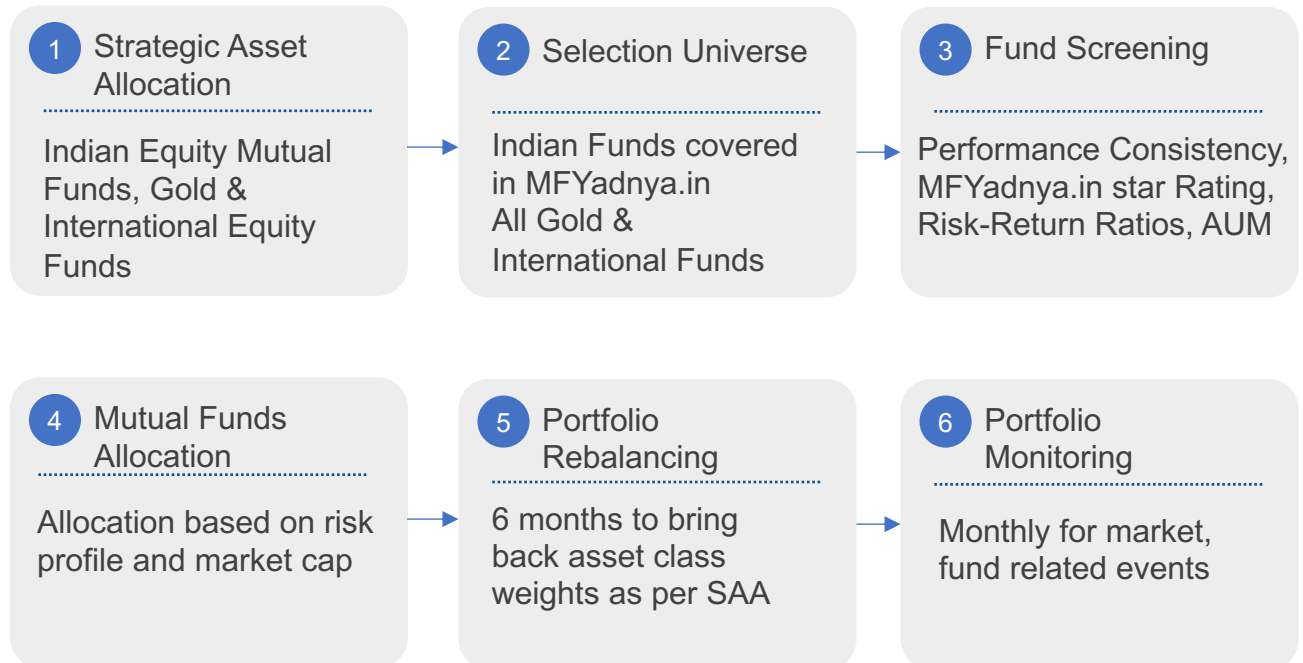 1 Strategic Asset
Allocation
Indian Equity Mutual
Funds, Gold &
International Equity
Funds
2 Selection Universe
Indian Funds covered
in MFYadnya.in
All Gold &
International Funds
3 Fund Screening
Performance Consistency,
MFYadnya.in star Rating,
Risk-Return Ratios, AUM
4 Mutual Funds
Allocation
Allocation based on risk
profile and market cap
5 Portfolio
Rebalancing
6 months to bring
back asset class
weights as per SAA
6 Portfolio
Monitoring
Monthly for market,
fund related events